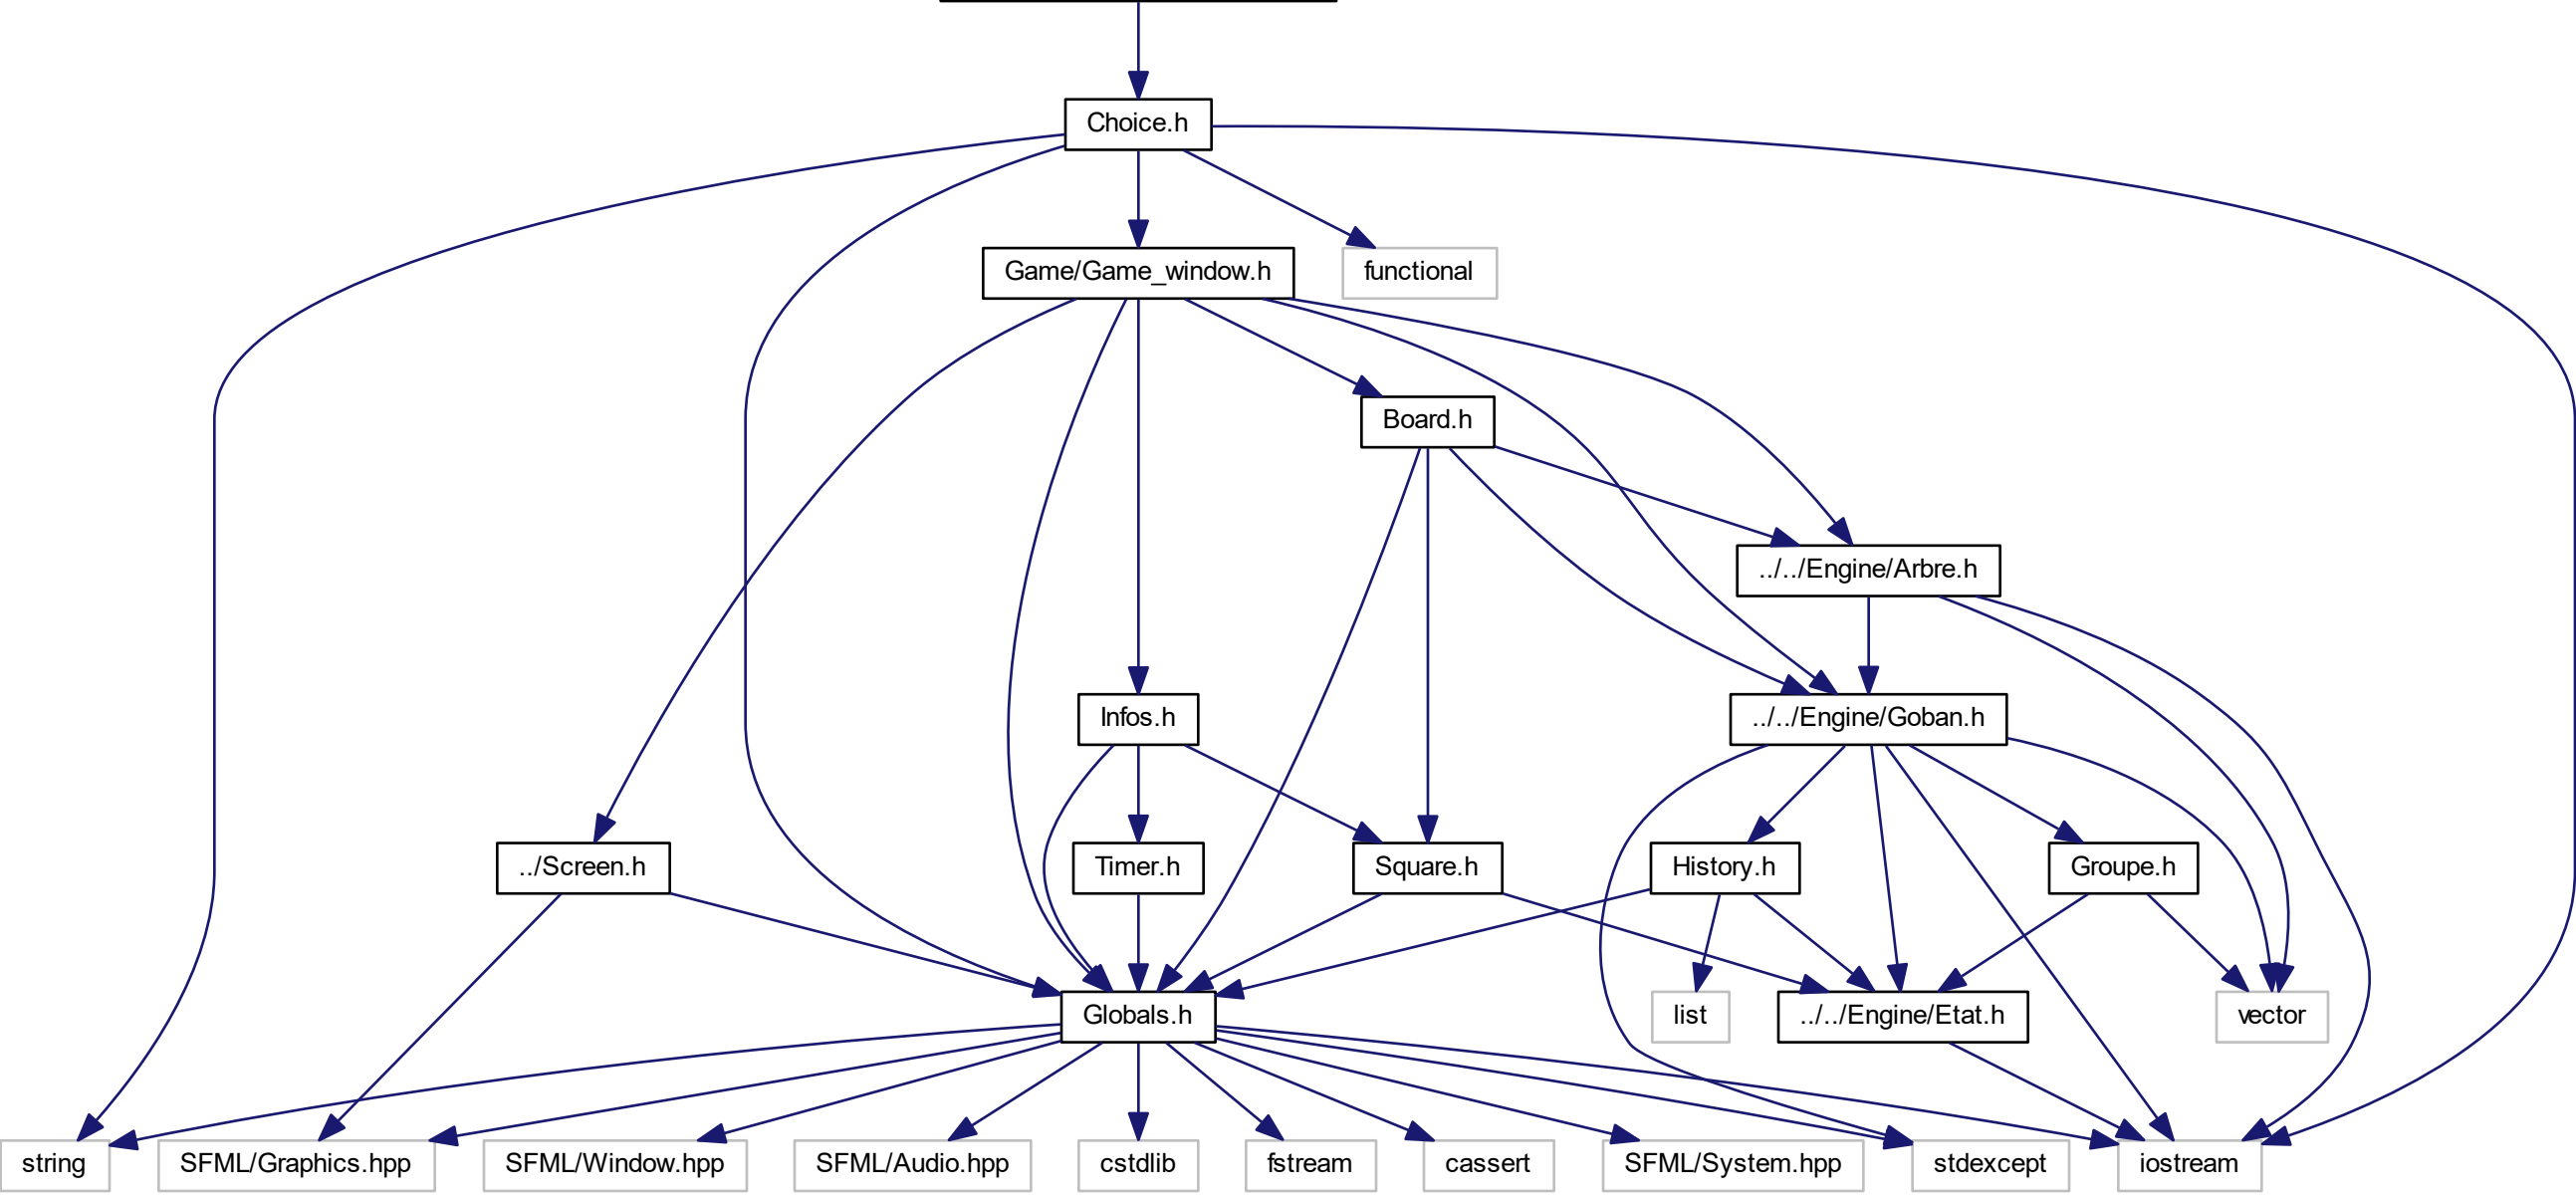 Choice.h
Game/Game_window.h
functional
Board.h
../../Engine/Arbre.h
Infos.h
../../Engine/Goban.h
../Screen.h
Timer.h
Square.h
History.h
Groupe.h
Globals.h
list
../../Engine/Etat.h
vector
string
SFML/Graphics.hpp
SFML/Window.hpp
SFML/Audio.hpp
cstdlib
fstream
cassert
SFML/System.hpp
stdexcept
iostream